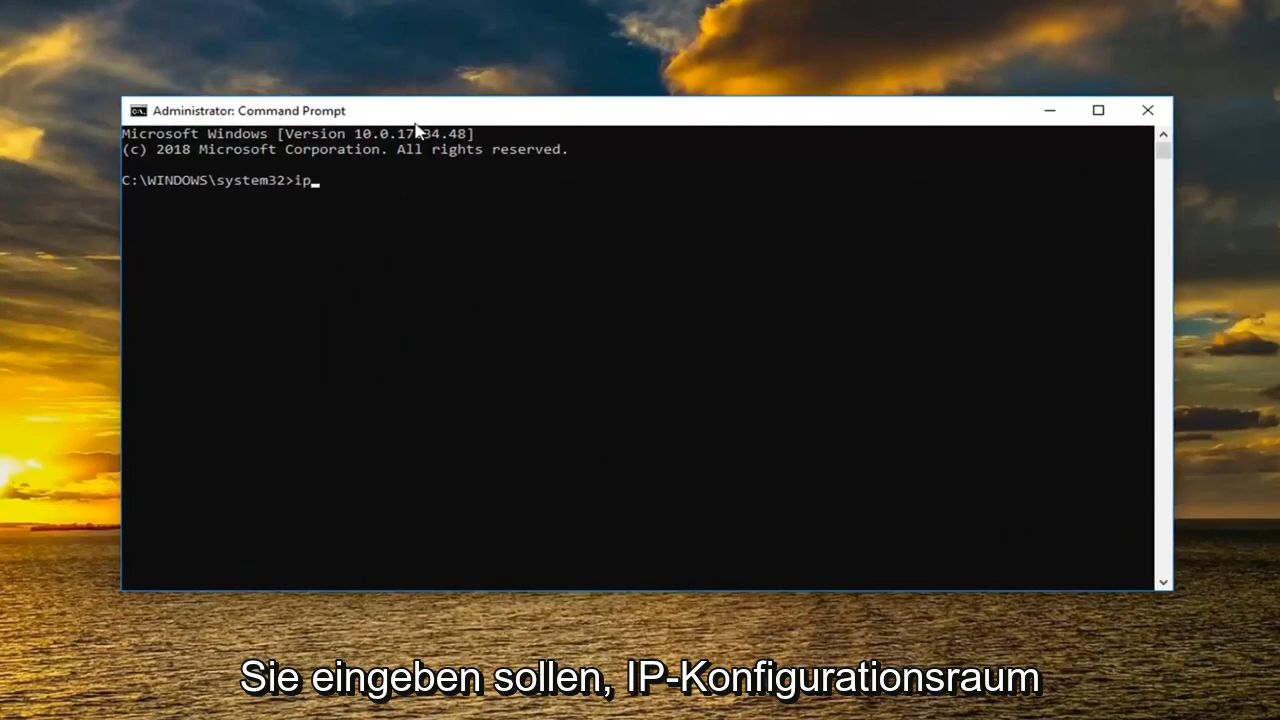 Administrator: Command Prompt
Microsoft Windows [Version
(c) 2018 Microsoft Corporation. All rights reserved.
C:\WINDOWS\system32>ip_
Sie eingeben sollen, IP-Konfigurationsraum